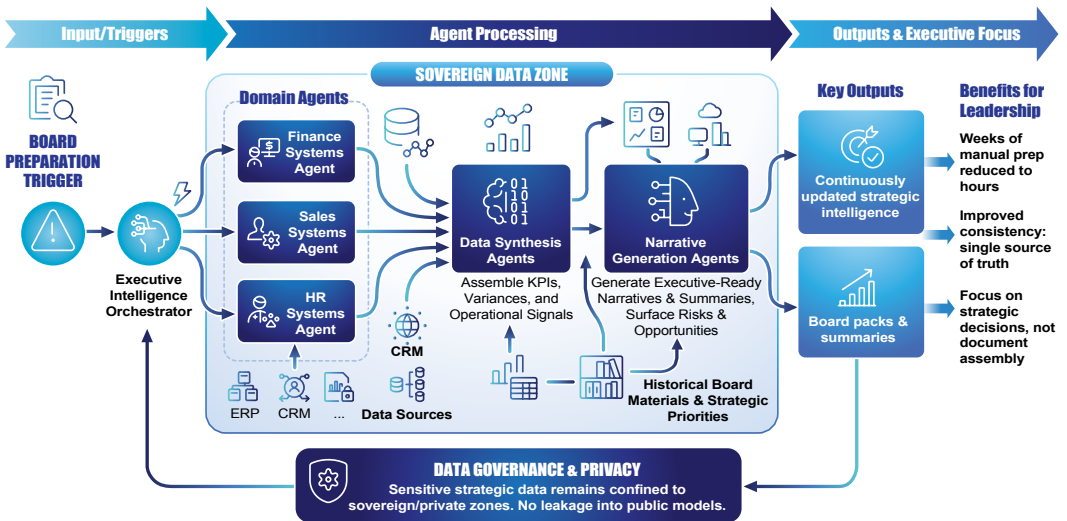 Input/Triggers
Agent Processing
Outputs & Executive Focus
SOVEREIGN DATA ZONE
BOARD
PREPARATION
TRIGGER
Executive
Intelligence
Orchestrator
Domain Agents
Finance
Systems
Agent
$
Sales
Systems
Agent
HR
Systems
Agent
ERP
CRM
...
Data Sources
CRM
01
10
01
01
Data Synthesis
Agents
Assemble KPIs,
Variances, and
Operational Signals
Narrative
Generation Agents
Generate Executive-Ready
Narratives & Summaries,
Surface Risks &
Opportunities
Historical Board
Materials & Strategic
Priorities
Key Outputs
Continuously
updated strategic
intelligence
Board packs &
summaries
Benefits for
Leadership
Weeks of
manual prep
reduced to
hours
Improved
consistency:
single source
of truth
Focus on
strategic
decisions, not
document
assembly
DATA GOVERNANCE & PRIVACY
Sensitive strategic data remains confined to
sovereign/private zones. No leakage into public models.